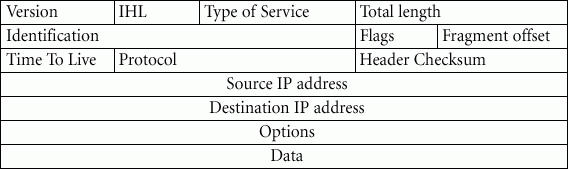 Version IHL Type of Service Total length
Identification Flags Fragment offset
Time To Live Protocol Header Checksum
Source IP address
Destination IP address
Options
Data